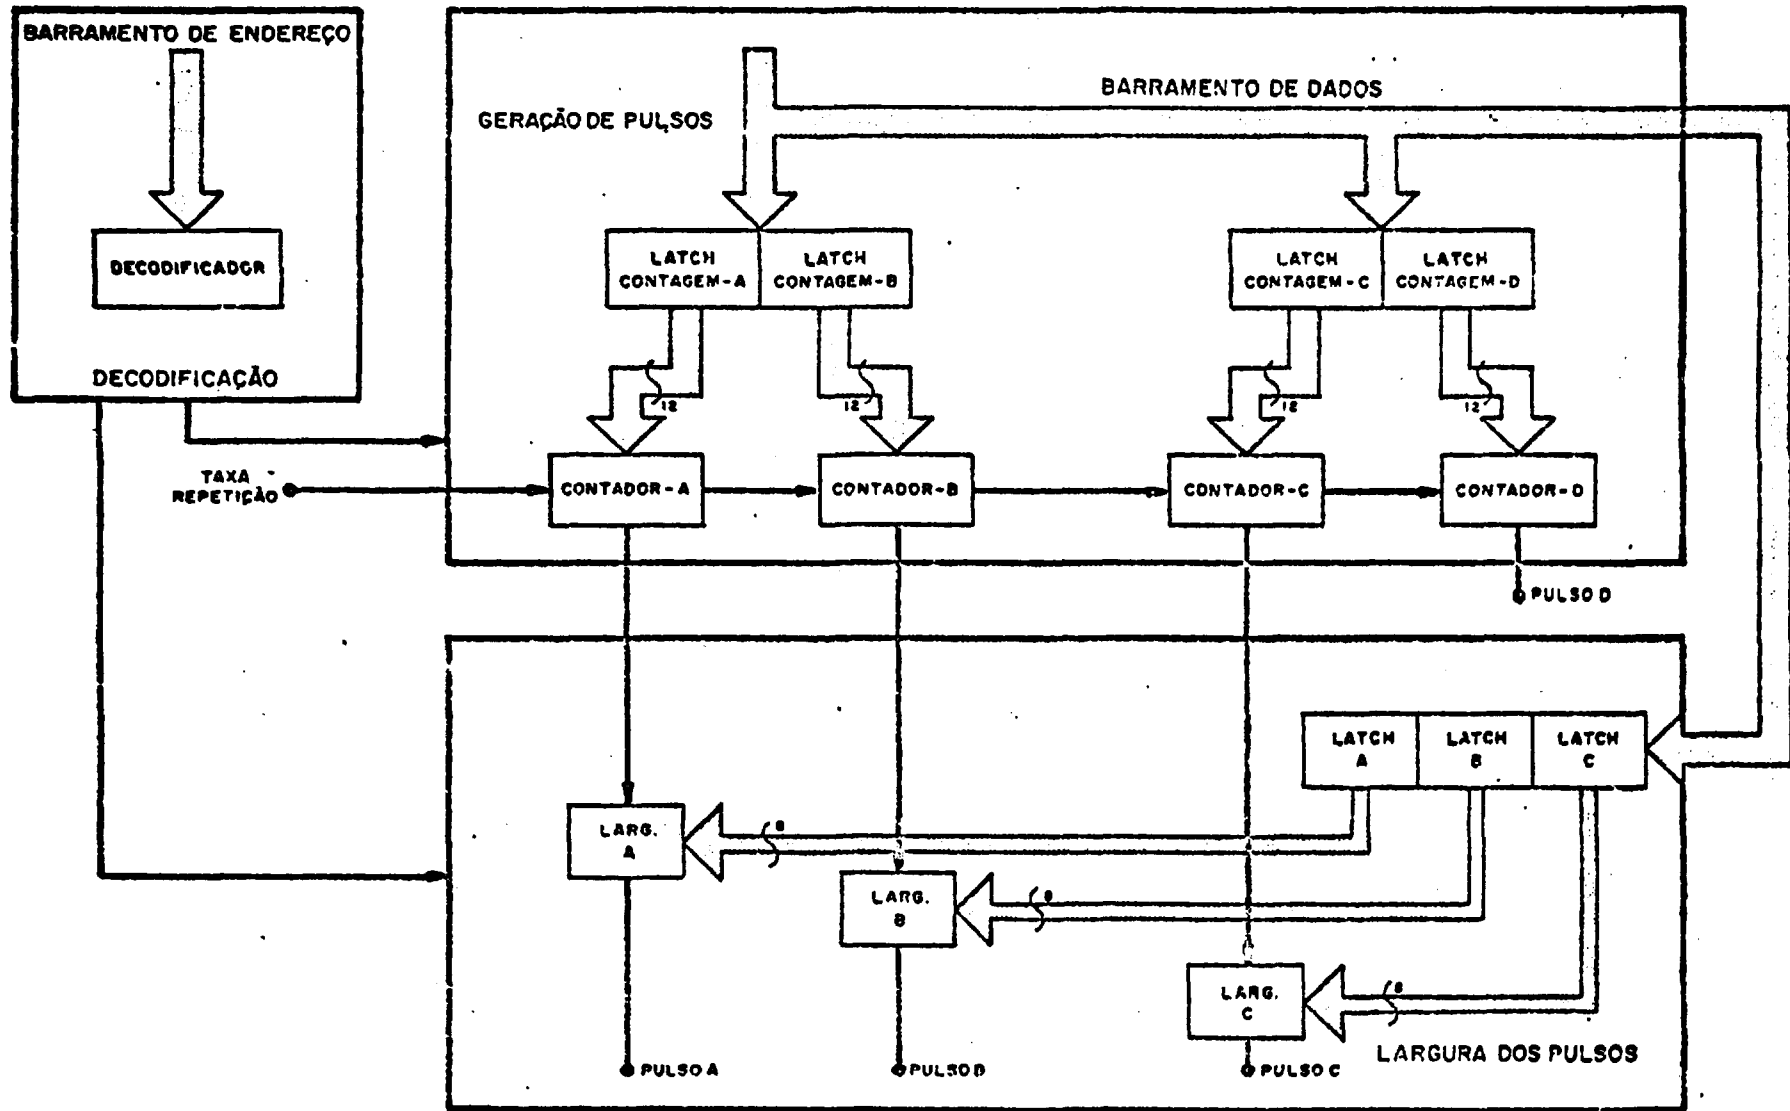 BARRAMENTO DE ENDEREÇO
DECODIFICADOR
DECODIFICAÇÃO
TAXA
REPETIÇÃO
BARRAMENTO DE DADOS
GERAÇÃO DE PULSOS
LATCH
CONTAGEM-A
LATCH
CONTAGEM-B
LATCH
CONTAGEM-C
LATCH
CONTAGEM-D
12
12
12
12
CONTADOR-A
CONTADOR-B
CONTADOR-C
CONTADOR-D
PULSO D
LATCH
A
LATCH
B
LATCH
C
LARG.
A
8
LARG.
B
8
LARG.
C
8
LARGURA DOS PULSOS
PULSO A
PULSO B
PULSO C